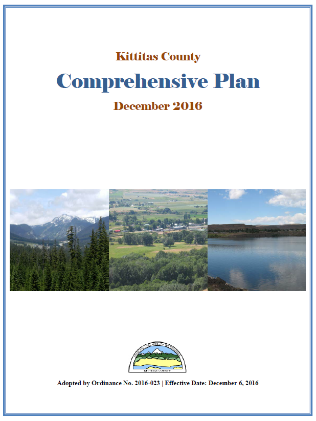 Kittitas County
Comprehensive Plan
December 2016
Adopted by Ordinance No. 2016-023 | Effective Date: December 6, 2016